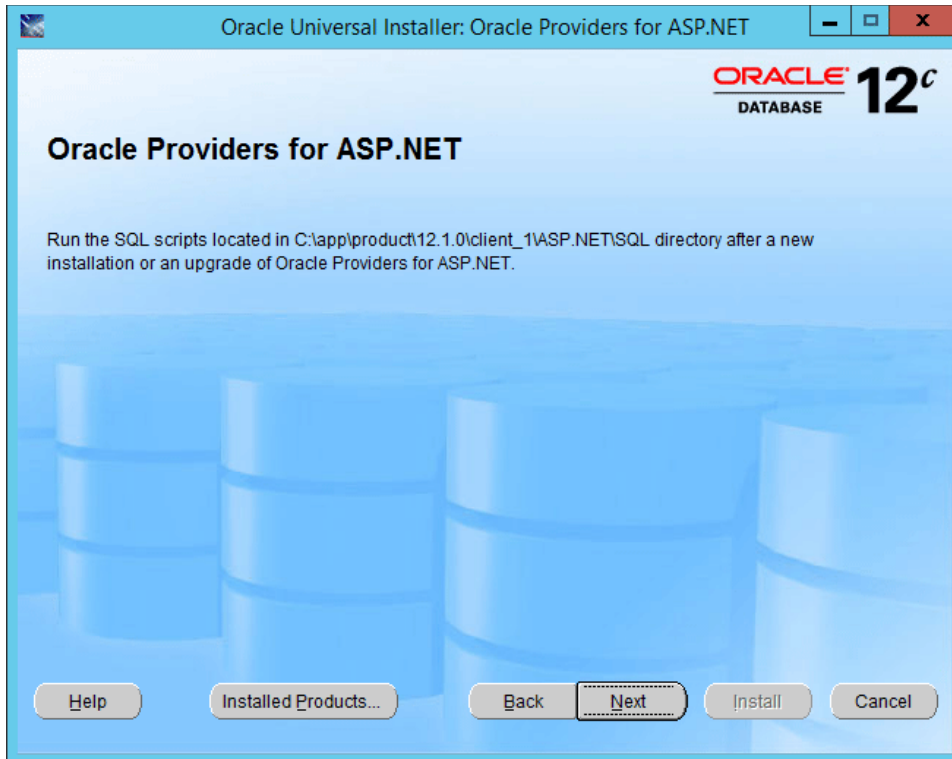 Oracle Universal Installer: Oracle Providers for ASP.NET
ORACLE
DATABASE
12c
Oracle Providers for ASP.NET
Run the SQL scripts located in C:\app\product\12.1.0\client_1\ASP.NET\SQL directory after a new
installation or an upgrade of Oracle Providers for ASP.NET.
Help
Installed Products...
Back
Next
Install
Cancel